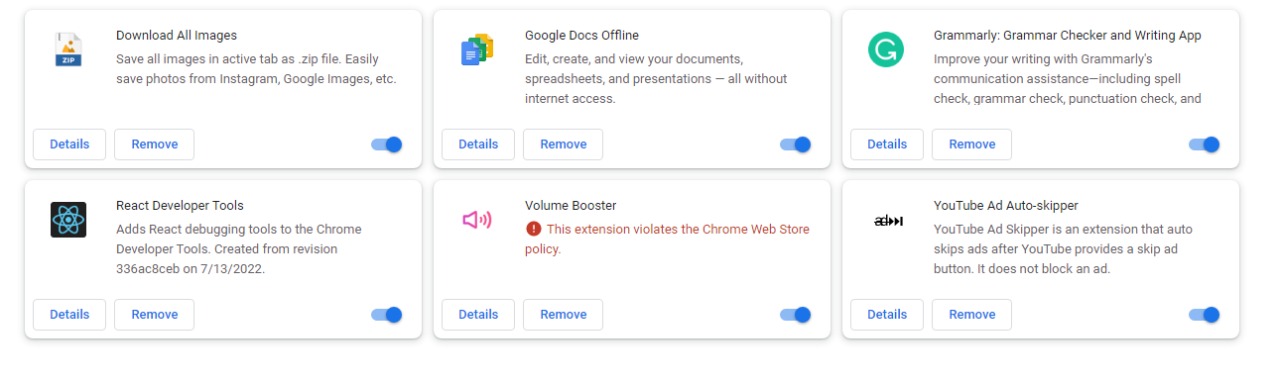 Download All Images
Save all images in active tab as .zip file. Easily
save photos from Instagram, Google Images, etc.
ZIP
Details
Remove
Google Docs Offline
Edit, create, and view your documents,
spreadsheets, and presentations — all without
internet access.
Details
Remove
Grammarly: Grammar Checker and Writing App
Improve your writing with Grammarly's
communication assistance—including spell
check, grammar check, punctuation check, and
Details
Remove
React Developer Tools
Adds React debugging tools to the Chrome
Developer Tools. Created from revision
336ac8ceb on 7/13/2022.
Details
Remove
Volume Booster
This extension violates the Chrome Web Store
policy.
Details
Remove
ad
YouTube Ad Auto-skipper
YouTube Ad Skipper is an extension that auto
skips ads after YouTube provides a skip ad
button. It does not block an ad.
Details
Remove